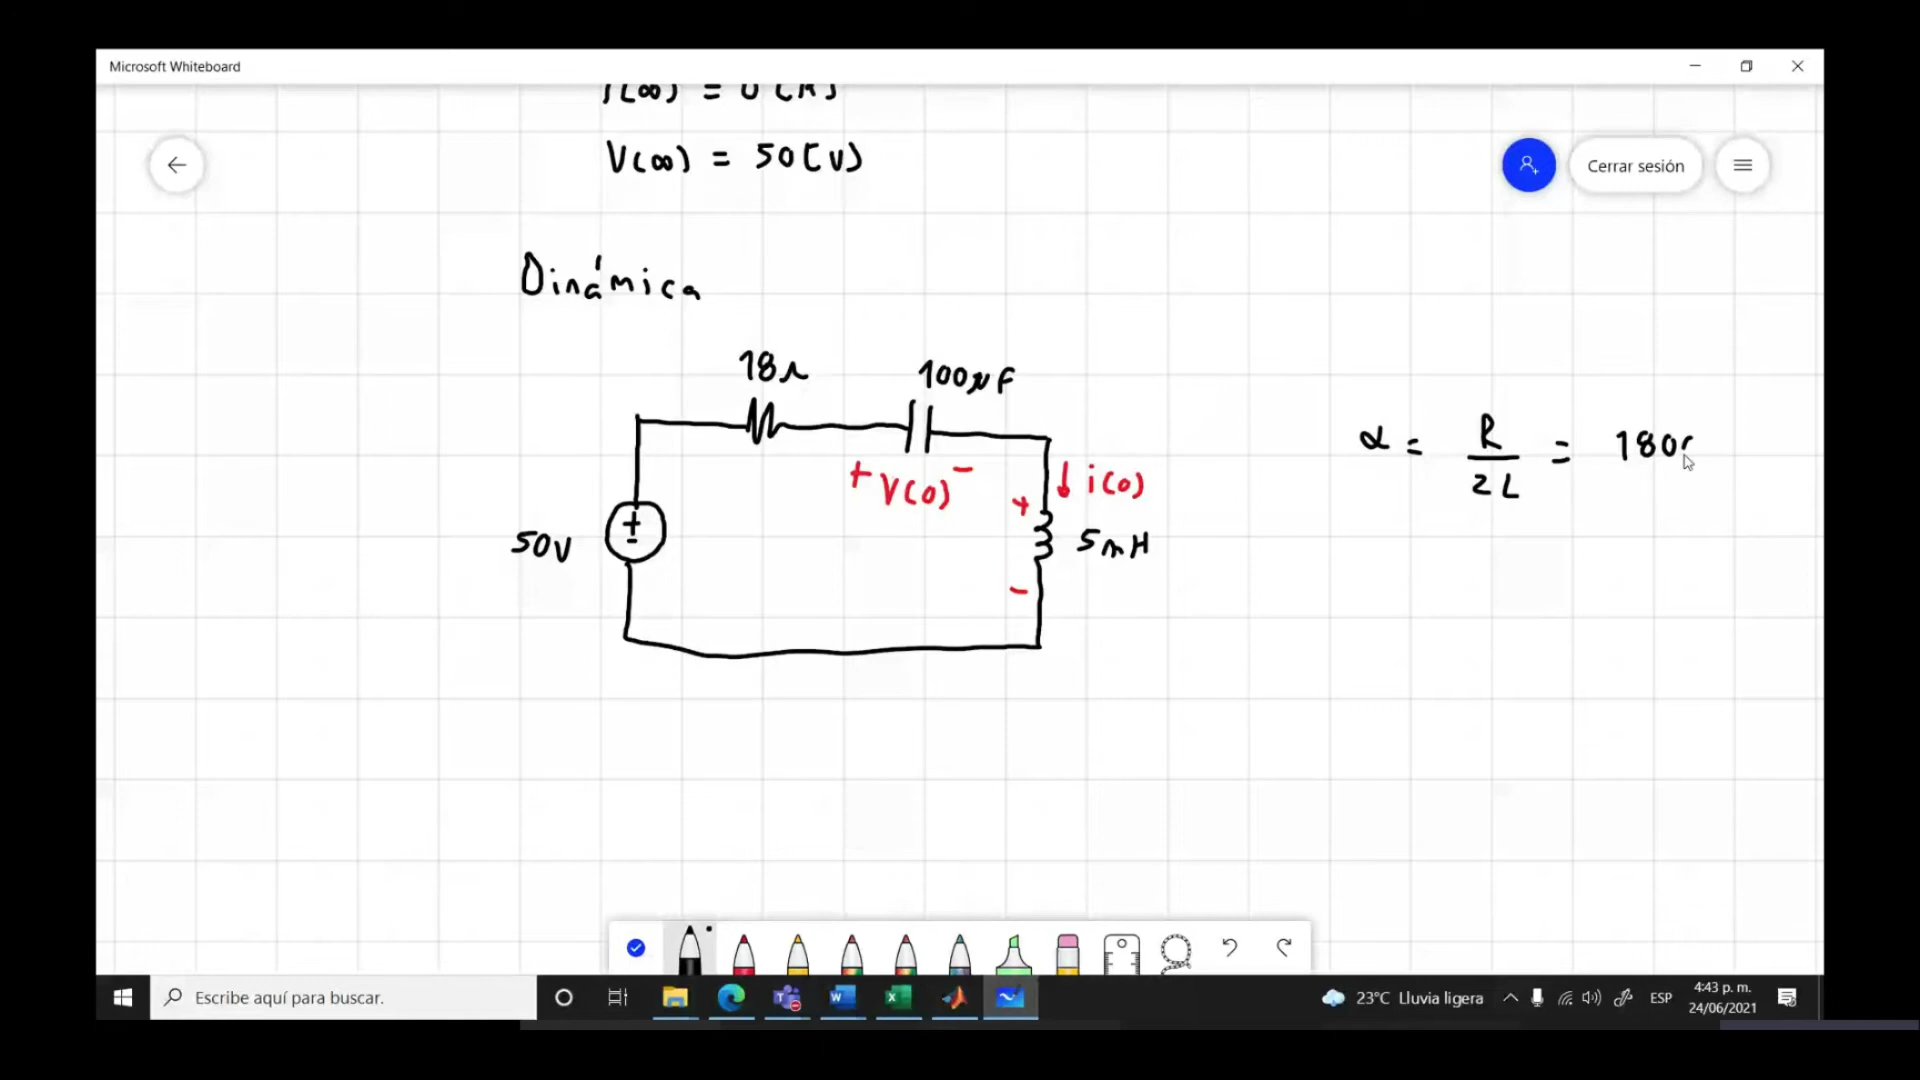 Microsoft Whiteboard
i(∞) = 0 [A]
V(∞) = 50[V]
Cerrar sesión
Dinámica
18Ω
100μF
α = R/2L = 180
+ V(0) -
↓ i(0)
+
50V
+
-
5mH
-
Escribe aquí para buscar.
23°C Lluvia ligera
ESP
4:43 p. m.
24/06/2021